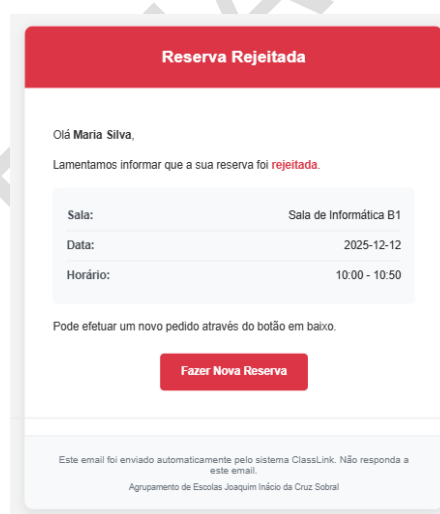 Reserva Rejeitada
Olá Maria Silva,
Lamentamos informar que a sua reserva foi rejeitada.
Sala: Sala de Informática B1
Data: 2025-12-12
Horário: 10:00 - 10:50
Pode efetuar um novo pedido através do botão em baixo.
Fazer Nova Reserva
Este email foi enviado automaticamente pelo sistema ClassLink. Não responda a
este email.
Agrupamento de Escolas Joaquim Inácio da Cruz Sobral